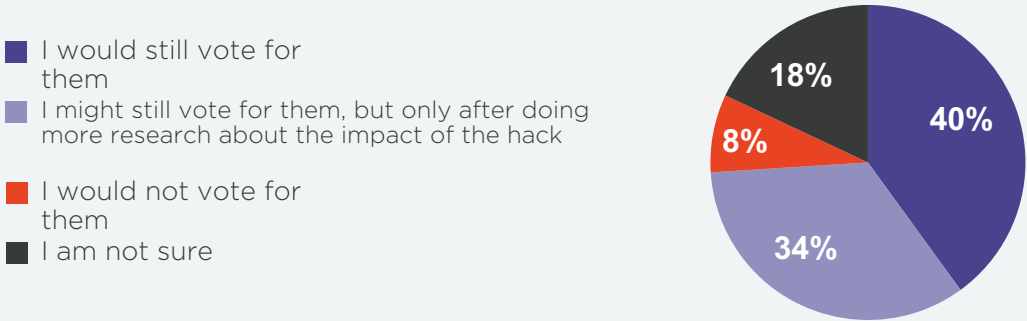 I would still vote for
them
I might still vote for them, but only after doing
more research about the impact of the hack
I would not vote for
them
I am not sure
18%
40%
8%
34%